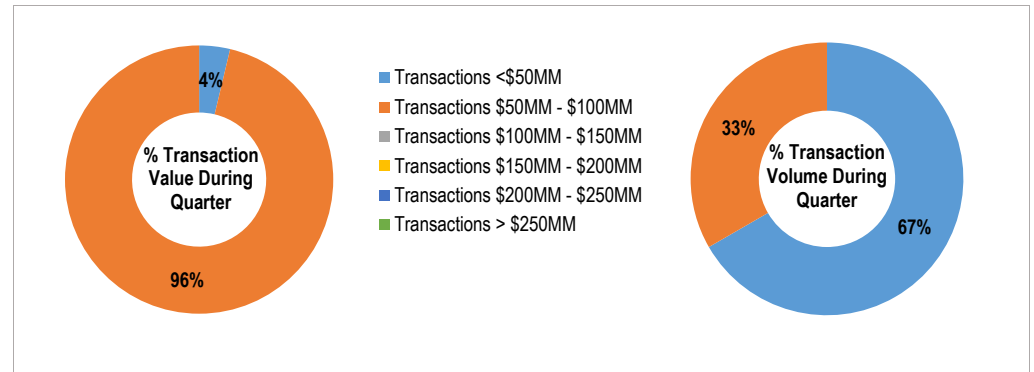 4%
% Transaction
Value During
Quarter
96%
Transactions <$50MM
Transactions $50MM - $100MM
Transactions $100MM - $150MM
Transactions $150MM - $200MM
Transactions $200MM - $250MM
Transactions > $250MM
33%
% Transaction
Volume During
Quarter
67%